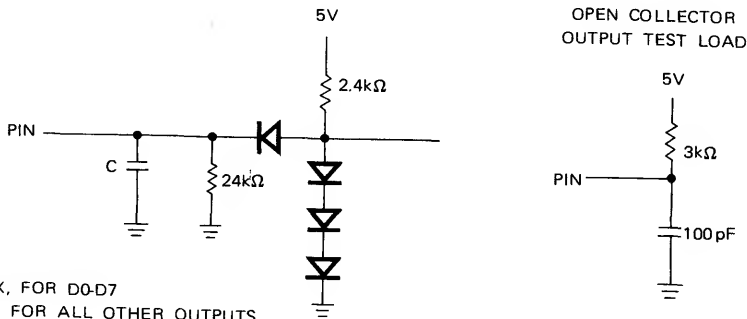 OPEN COLLECTOR
OUTPUT TEST LOAD
5V
2.4kΩ
PIN
C
24kΩ
5V
3kΩ
PIN
100pF
FOR D0-D7
FOR ALL OTHER OUTPUTS